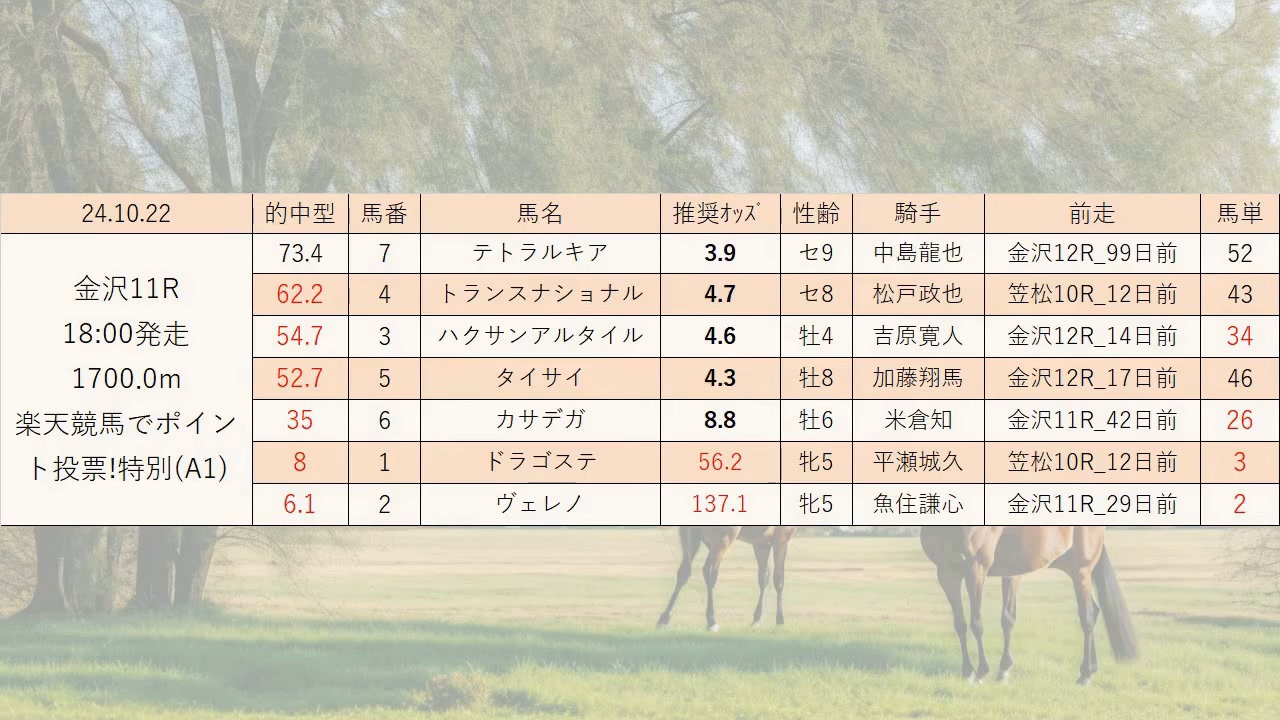 24.10.22 的中型 馬番 馬名 推奨ｵｯｽﾞ 性齢 騎手 前走 馬単
金沢11R
18:00発走
1700.0m
楽天競馬でポイン
ト投票!特別(A1)
73.4 7 テトラルキア 3.9 セ9 中島龍也 金沢12R_99日前 52
62.2 4 トランスナショナル 4.7 セ8 松戸政也 笠松10R_12日前 43
54.7 3 ハクサンアルタイル 4.6 牡4 吉原寛人 金沢12R_14日前 34
52.7 5 タイサイ 4.3 牡8 加藤翔馬 金沢12R_17日前 46
35 6 カサデガ 8.8 牡6 米倉知 金沢11R_42日前 26
8 1 ドラゴステ 56.2 牝5 平瀬城久 笠松10R_12日前 3
6.1 2 ヴェレノ 137.1 牝5 魚住謙心 金沢11R_29日前 2